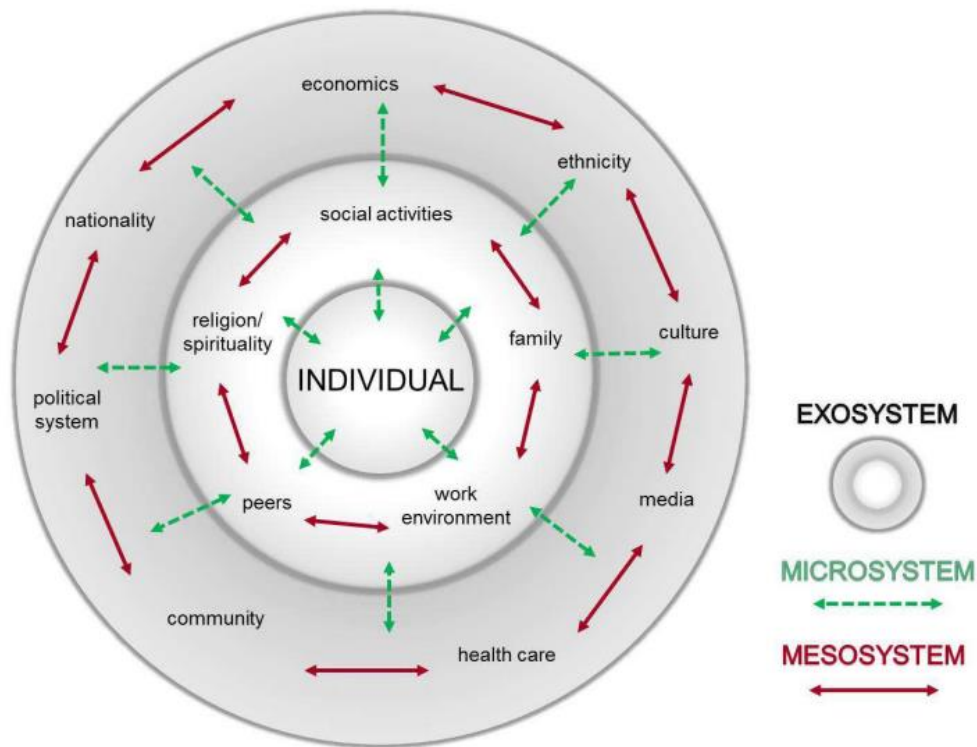 economics
ethnicity
nationality
social activities
religion/
spirituality
family
culture
INDIVIDUAL
political
system
peers
work
environment
media
community
health care
EXOSYSTEM
MICROSYSTEM
MESOSYSTEM